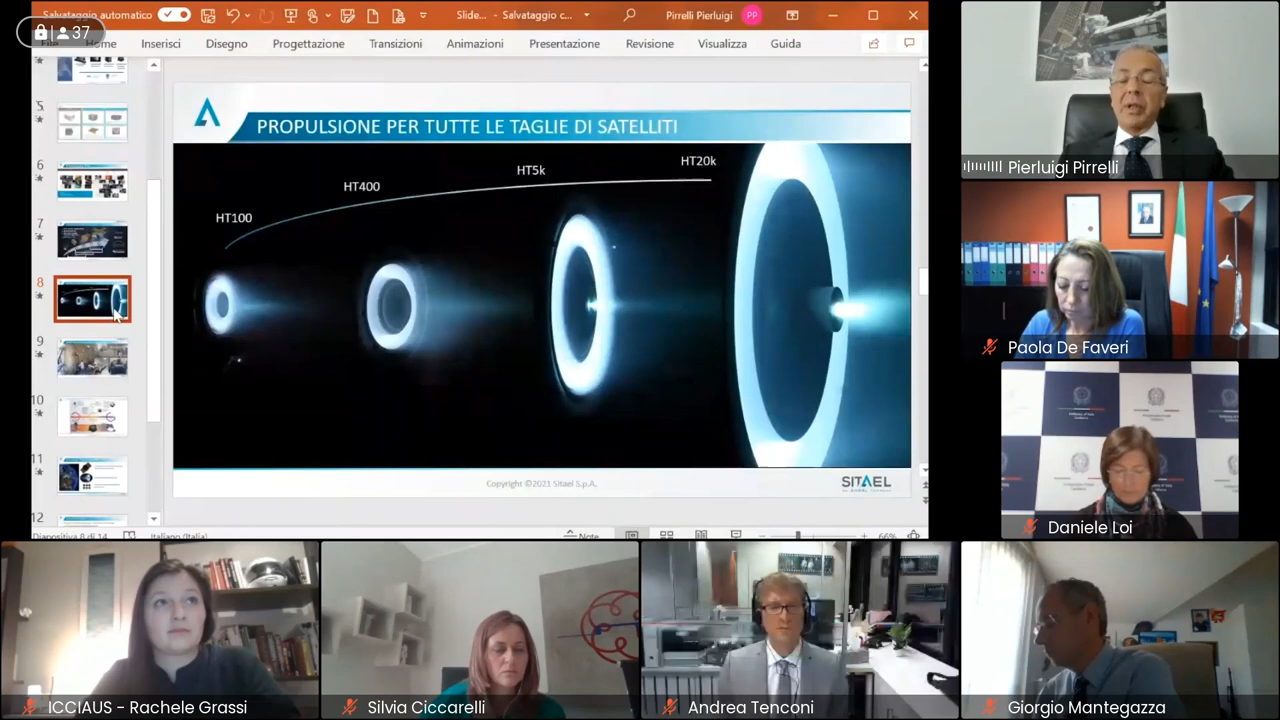 Salvataggio automatico
Slide... - Salvataggio c...
Pirrelli Pierluigi
PP
37
File
Home
Inserisci
Disegno
Progettazione
Transizioni
Animazioni
Presentazione
Revisione
Visualizza
Guida
5
6
7
8
9
10
11
12
PROPULSIONE PER TUTTE LE TAGLIE DI SATELLITI
HT100
HT400
HT5k
HT20k
Copyright ©2021 Sitael S.p.A.
SITAEL
Diapositiva 8 di 14
Italiano (Italia)
Note
66%
Pierluigi Pirrelli
Paola De Faveri
Daniele Loi
ICCIAUS - Rachele Grassi
Silvia Ciccarelli
Andrea Tenconi
Giorgio Mantegazza